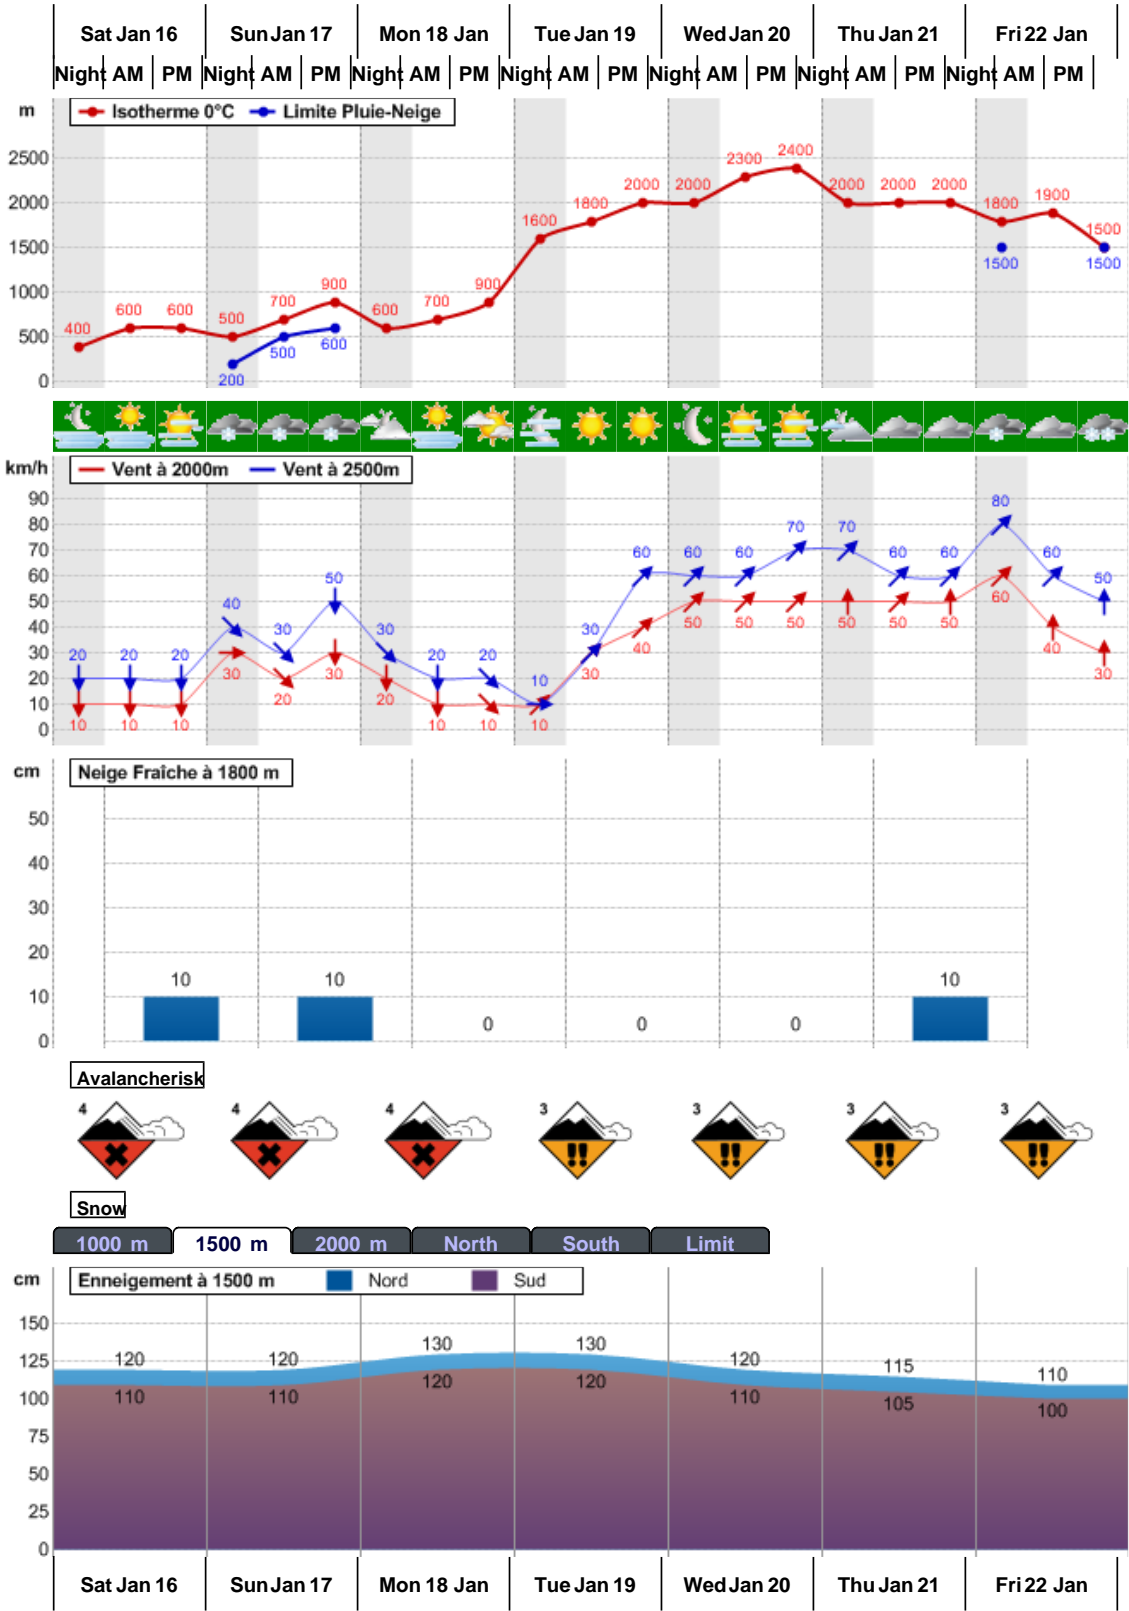 Sat Jan 16 Sun Jan 17 Mon 18 Jan Tue Jan 19 Wed Jan 20 Thu Jan 21 Fri 22 Jan
Night AM PM Night AM PM Night AM PM Night AM PM Night AM PM Night AM PM Night AM PM
m Isotherme 0°C Limite Pluie-Neige
2500
2000
1500
1000
500
0
400 600 600 500 700 900 600 700 900 1600 1800 2000 2000 2300 2400 2000 2000 2000 1800 1900 1500
200 500 600 1500 1500
km/h Vent à 2000m Vent à 2500m
90
80
70
60
50
40
30
20
10
0
20 20 20 40 30 50 30 20 20 10 30 60 60 60 70 70 60 60 80 60 50
10 10 10 30 20 30 20 10 10 10 30 40 50 50 50 50 50 50 60 40 30
cm Neige Fraîche à 1800 m
50
40
30
20
10
0
10 10 0 0 0 10
Avalancherisk
4 4 4 3 3 3 3
Snow
1000 m 1500 m 2000 m North South Limit
cm Enneigement à 1500 m Nord Sud
150
125
100
75
50
25
0
120 120 130 130 120 115 110
110 110 120 120 110 105 100
Sat Jan 16 Sun Jan 17 Mon 18 Jan Tue Jan 19 Wed Jan 20 Thu Jan 21 Fri 22 Jan